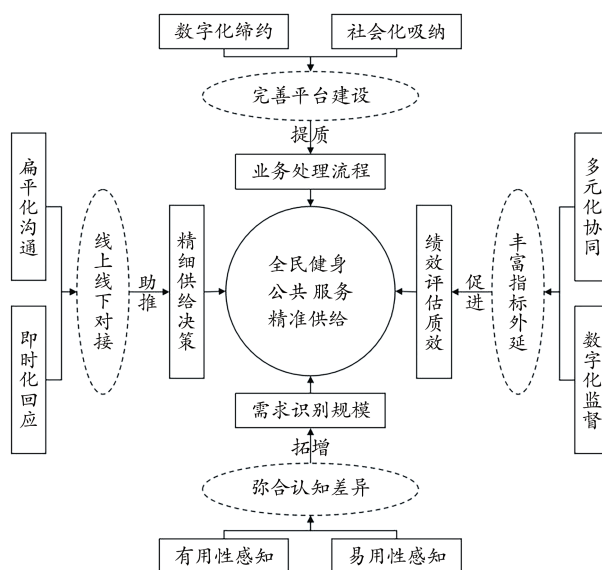 数字化缔约
社会化吸纳
完善平台建设
提质
业务处理流程
扁平化沟通
即时化回应
线上线下对接
助推
精细供给决策
全民健身
公共服务
精准供给
绩效评估质效
促进
丰富指标外延
多元化协同
数字化监督
需求识别规模
拓增
弥合认知差异
有用性感知
易用性感知